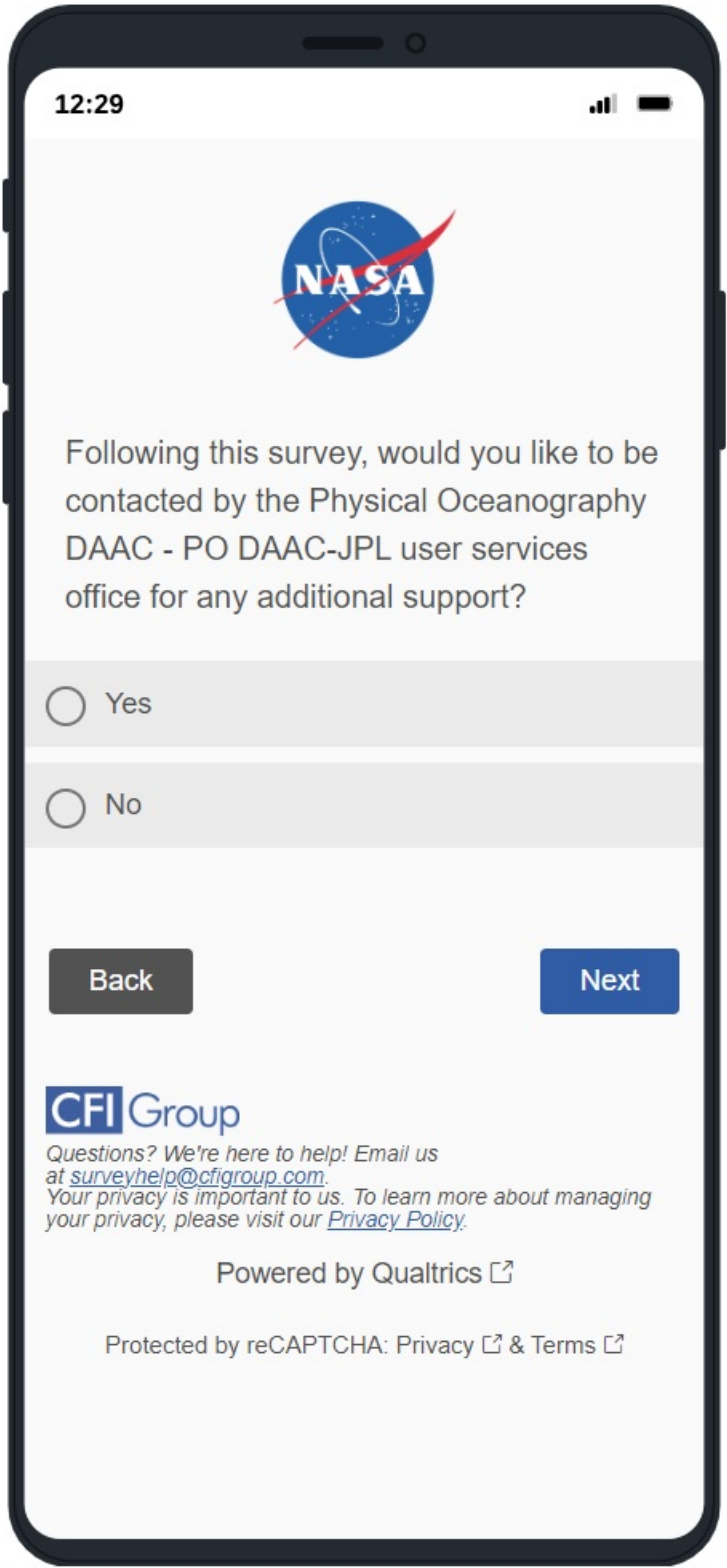 12:29
NASA
Following this survey, would you like to be
contacted by the Physical Oceanography
DAAC - PO DAAC-JPL user services
office for any additional support?
Yes
No
Back
Next
CFI Group
Questions? We're here to help! Email us
at surveyhelp@cfigroup.com.
Your privacy is important to us. To learn more about managing
your privacy, please visit our Privacy Policy.
Powered by Qualtrics
Protected by reCAPTCHA: Privacy & Terms